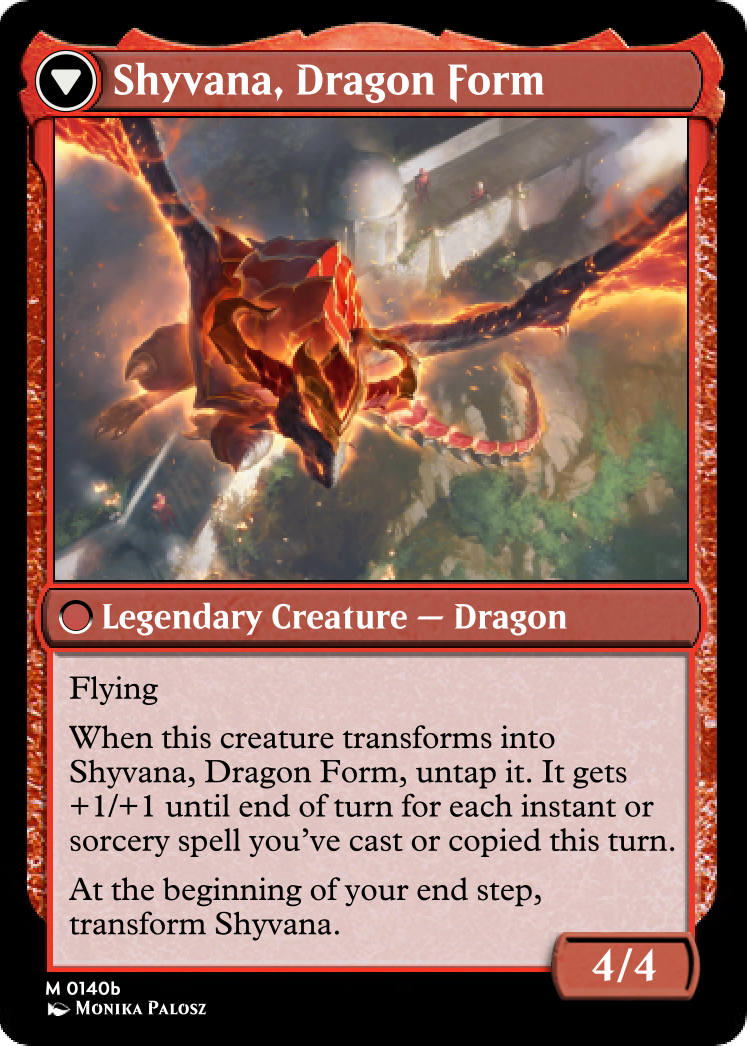 Shyvana, Dragon Form
Legendary Creature — Dragon
Flying
When this creature transforms into
Shyvana, Dragon Form, untap it. It gets
+1/+1 until end of turn for each instant or
sorcery spell you've cast or copied this turn.
At the beginning of your end step,
transform Shyvana.
4/4
M 0140b
Monika Palosz